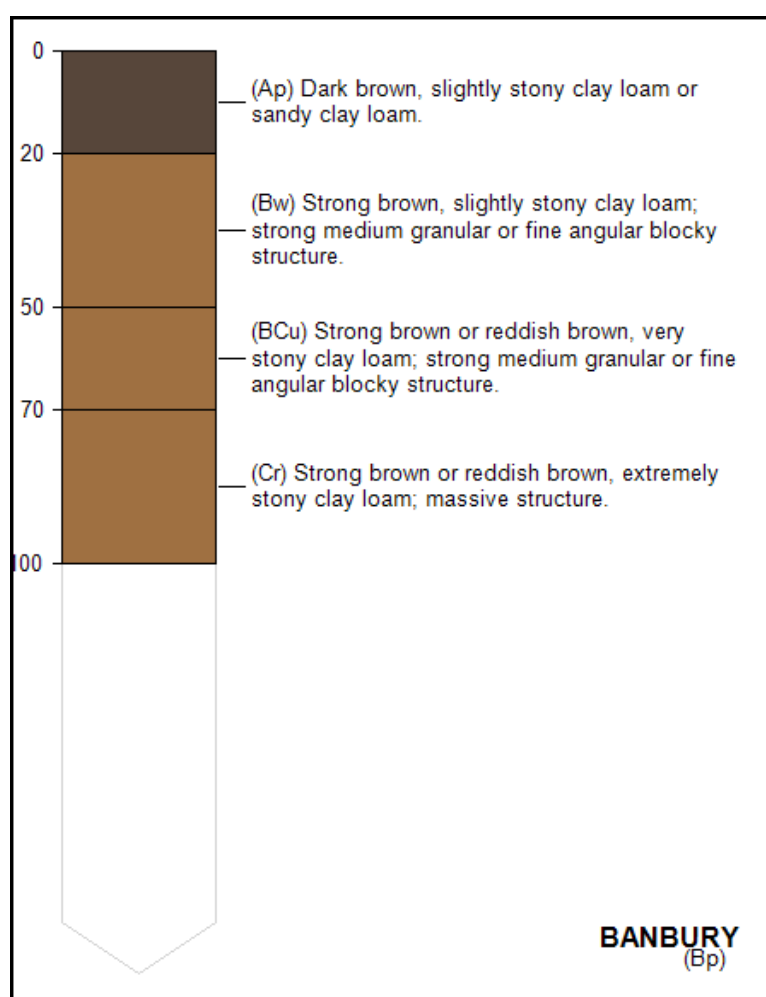 0
(Ap) Dark brown, slightly stony clay loam or
sandy clay loam.
20
(Bw) Strong brown, slightly stony clay loam;
strong medium granular or fine angular blocky
structure.
50
(BCu) Strong brown or reddish brown, very
stony clay loam; strong medium granular or fine
angular blocky structure.
70
(Cr) Strong brown or reddish brown, extremely
stony clay loam; massive structure.
100
BANBURY
(Bp)